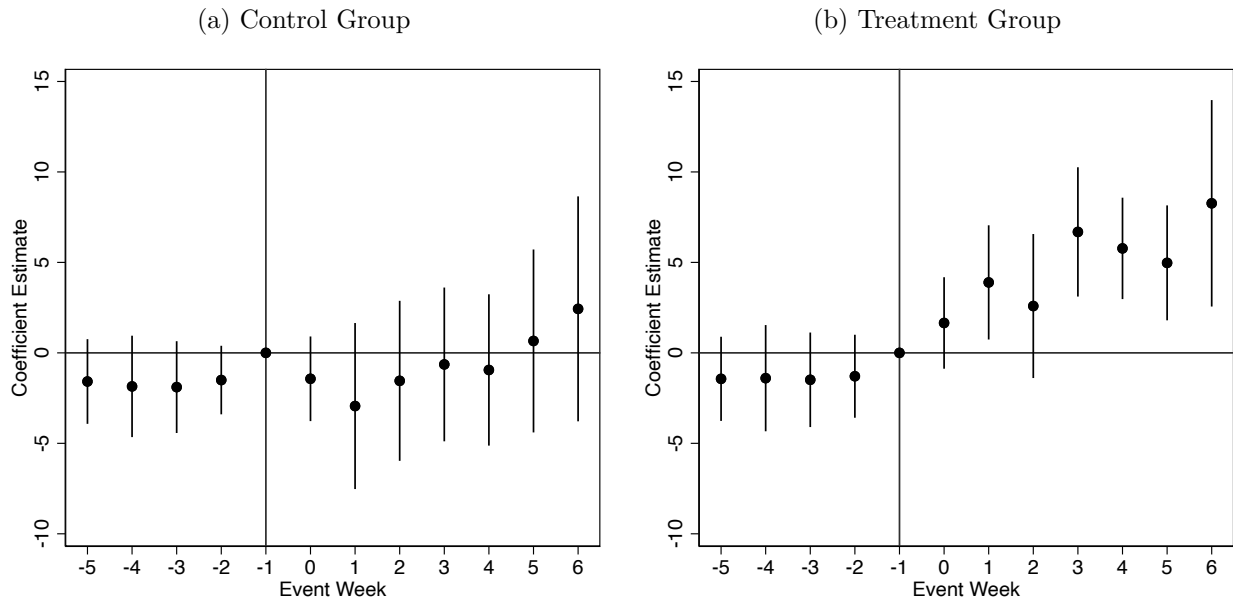 (a) Control Group
Coefficient Estimate
15
10
5
0
-5
-10
-5 -4 -3 -2 -1 0 1 2 3 4 5 6
Event Week
(b) Treatment Group
Coefficient Estimate
15
10
5
0
-5
-10
-5 -4 -3 -2 -1 0 1 2 3 4 5 6
Event Week